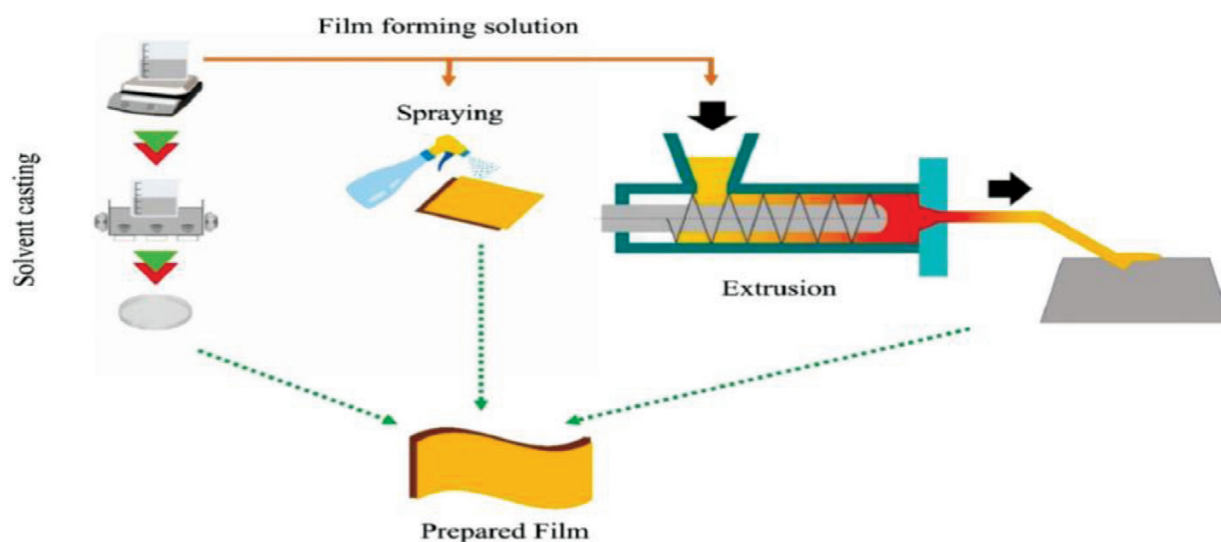 Film forming solution
Spraying
Solvent casting
Extrusion
Prepared Film